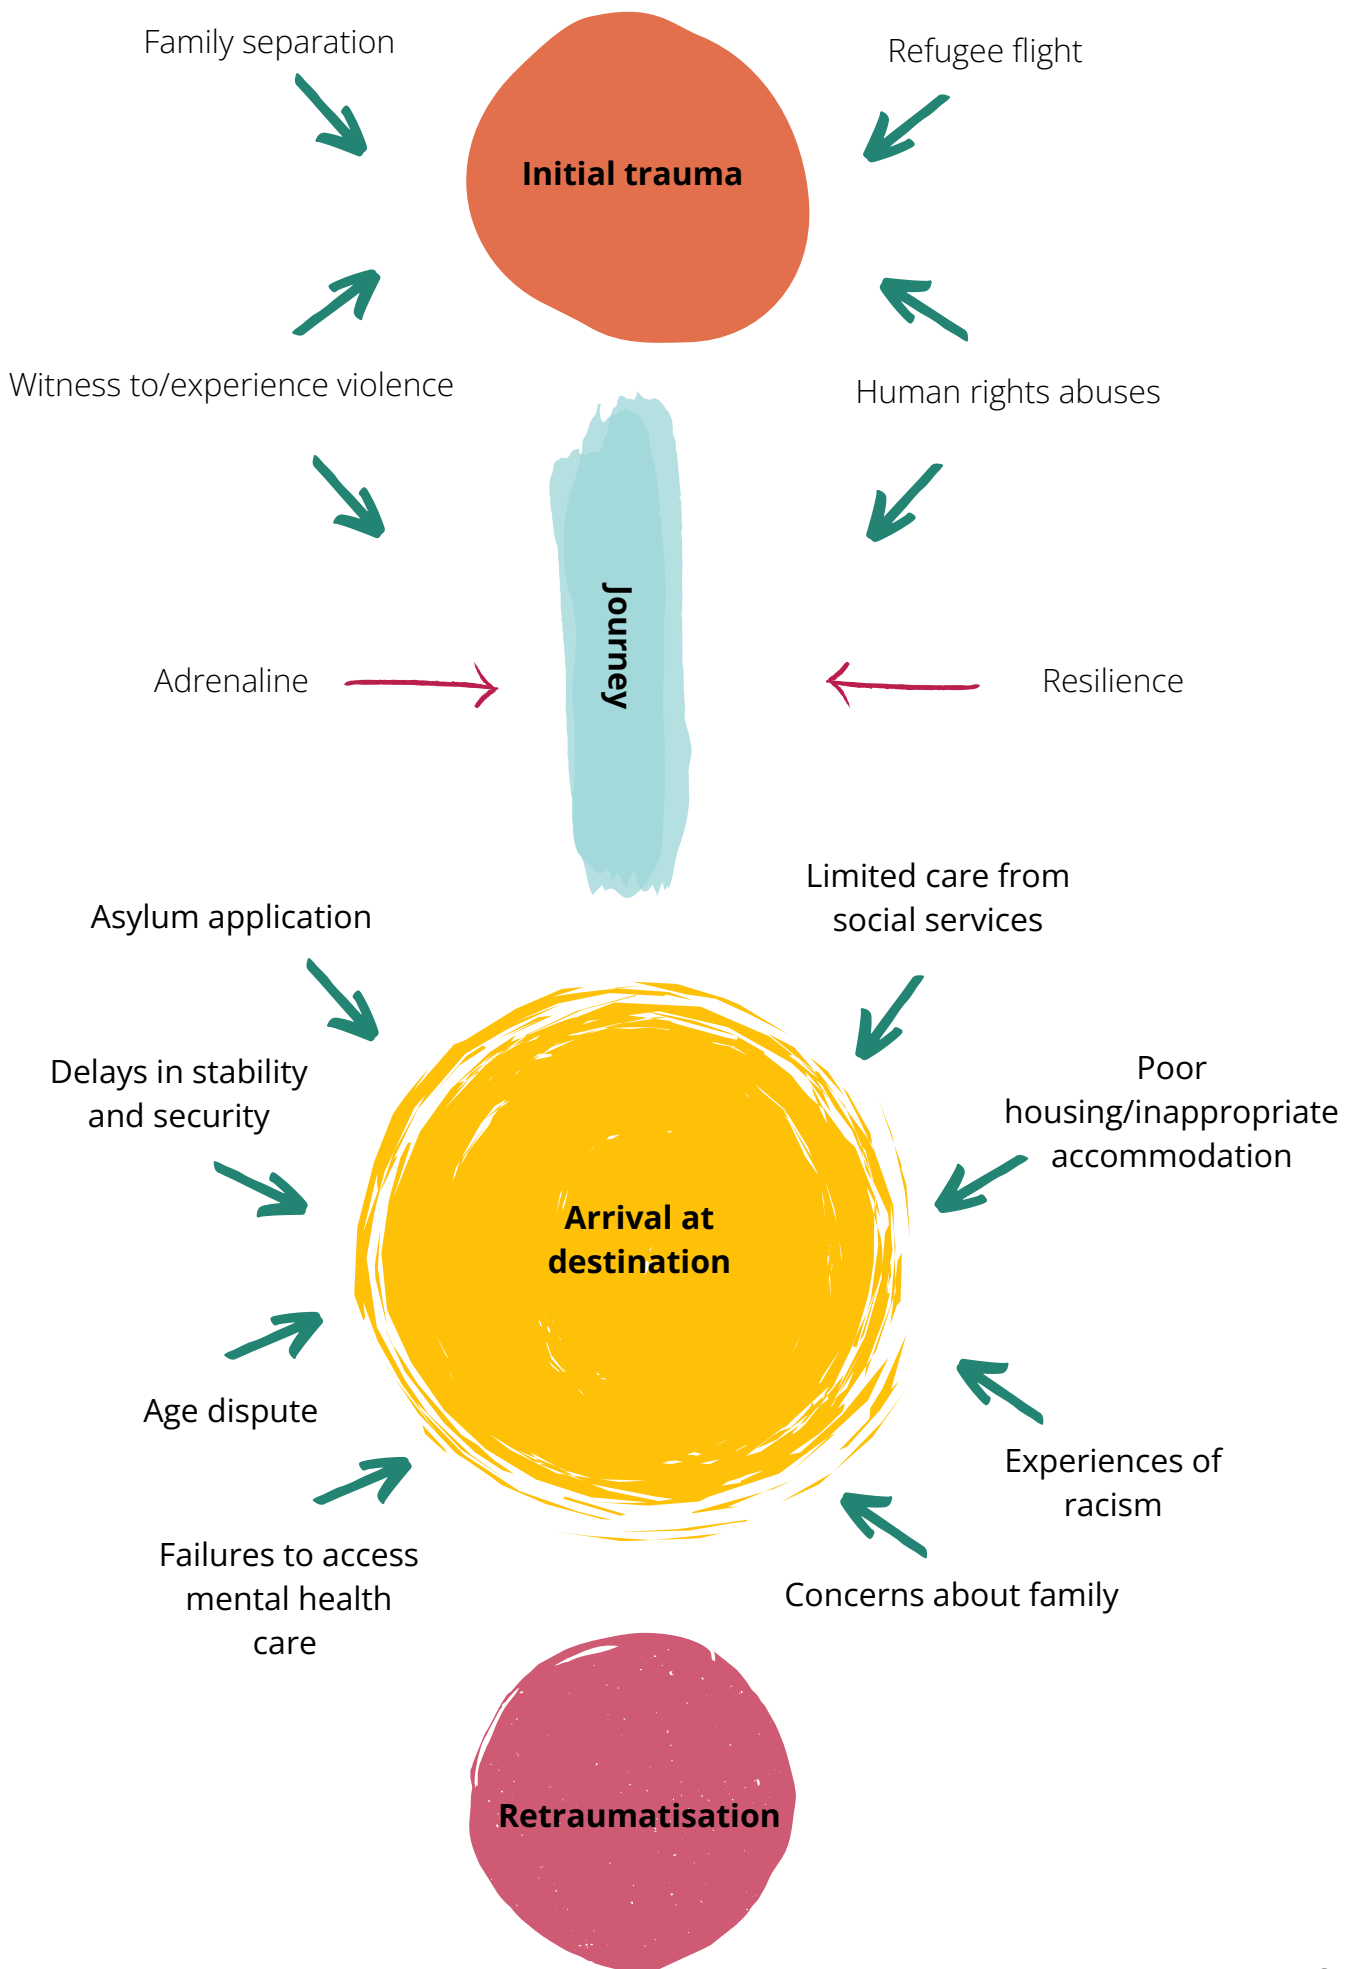 Family separation
Refugee flight
Initial trauma
Witness to/experience violence
Human rights abuses
Journey
Adrenaline
Resilience
Limited care from
social services
Asylum application
Delays in stability
and security
Poor
housing/inappropriate
accommodation
Arrival at
destination
Age dispute
Experiences of
racism
Failures to access
mental health
care
Concerns about family
Retraumatisation